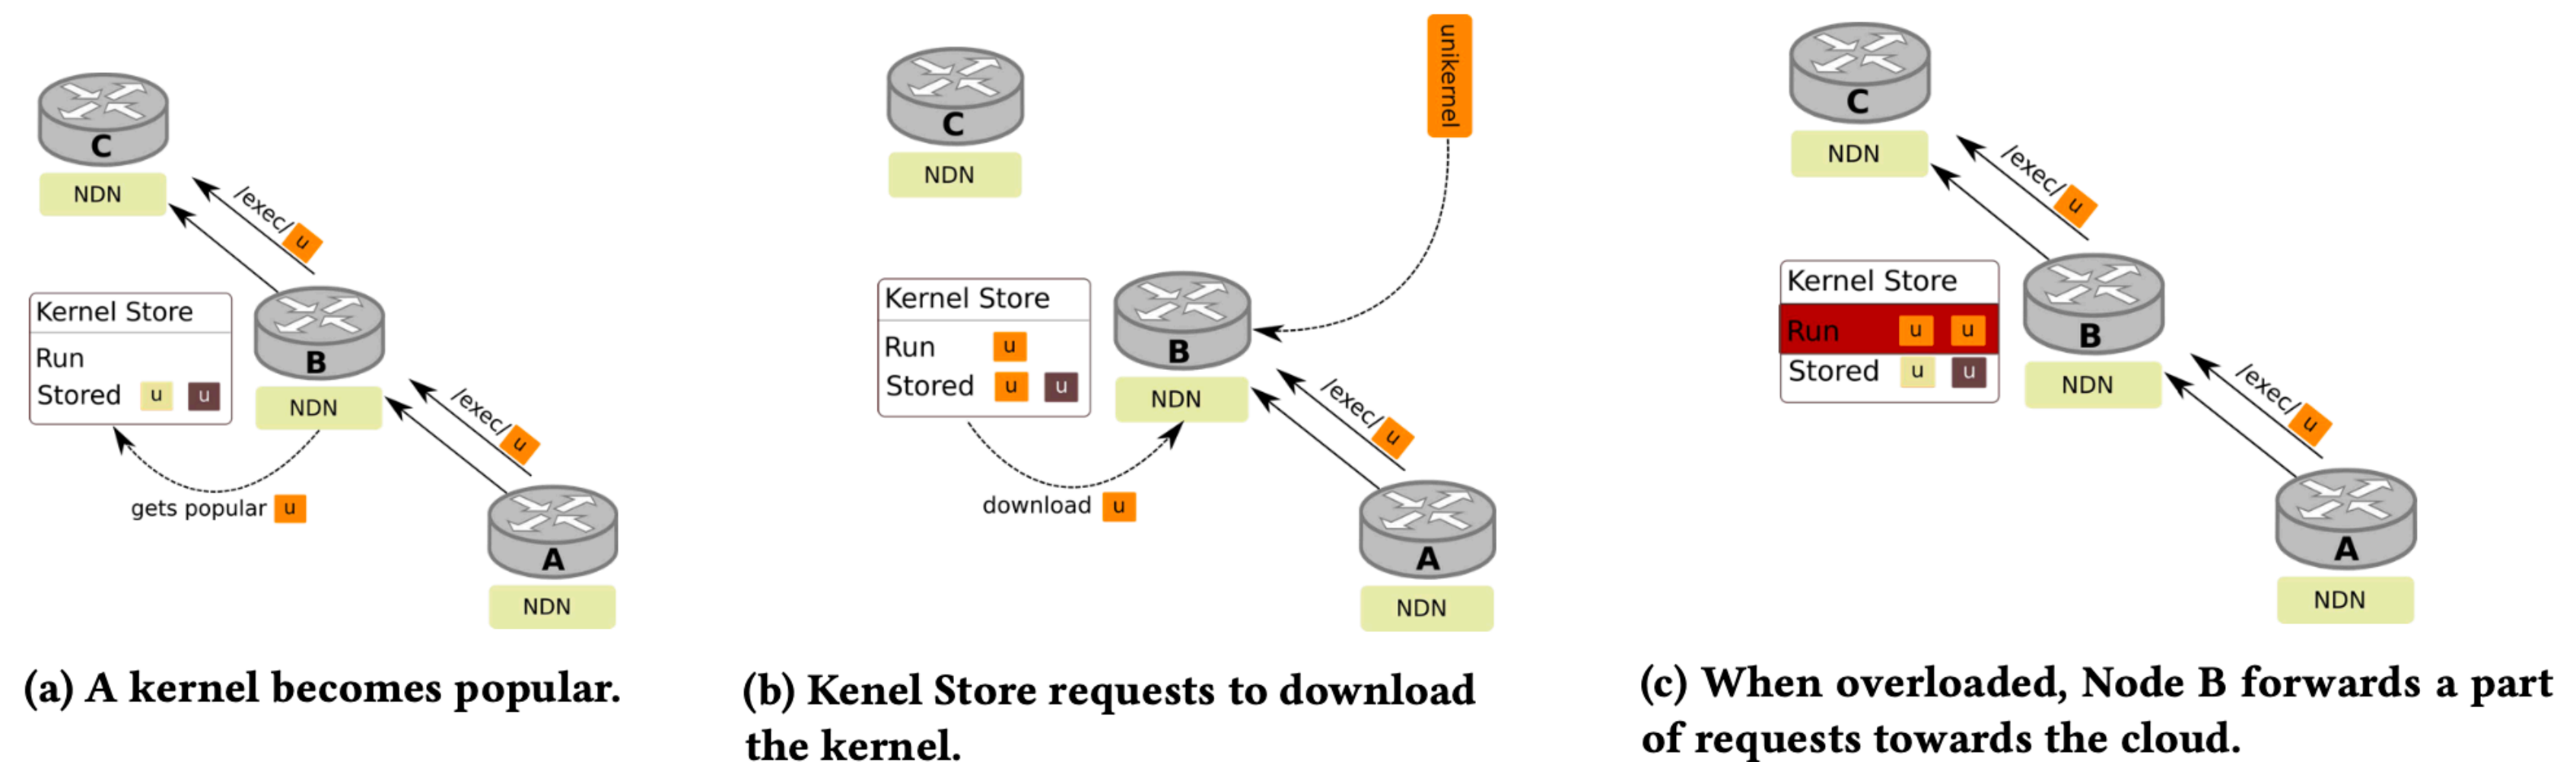 C
NDN
/exec/u
Kernel Store
Run
Stored u u
B
NDN
/exec/u
gets popular u
A
NDN
(a) A kernel becomes popular.
unikernel
C
NDN
Kernel Store
Run u
Stored u u
B
NDN
/exec/u
download u
A
NDN
(b) Kenel Store requests to download
the kernel.
C
NDN
/exec/u
Kernel Store
Run u u
Stored u u
B
NDN
/exec/u
A
NDN
(c) When overloaded, Node B forwards a part
of requests towards the cloud.